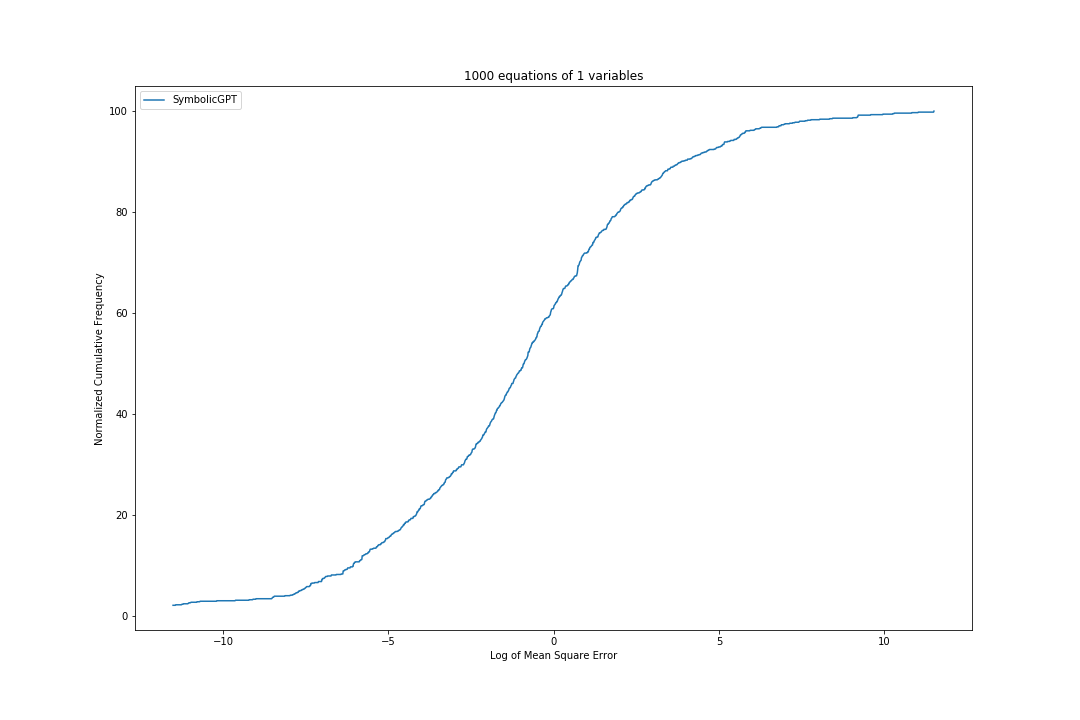 1000 equations of 1 variables
SymbolicGPT
100
80
60
40
20
0
Normalized Cumulative Frequency
−10
−5
0
5
10
Log of Mean Square Error